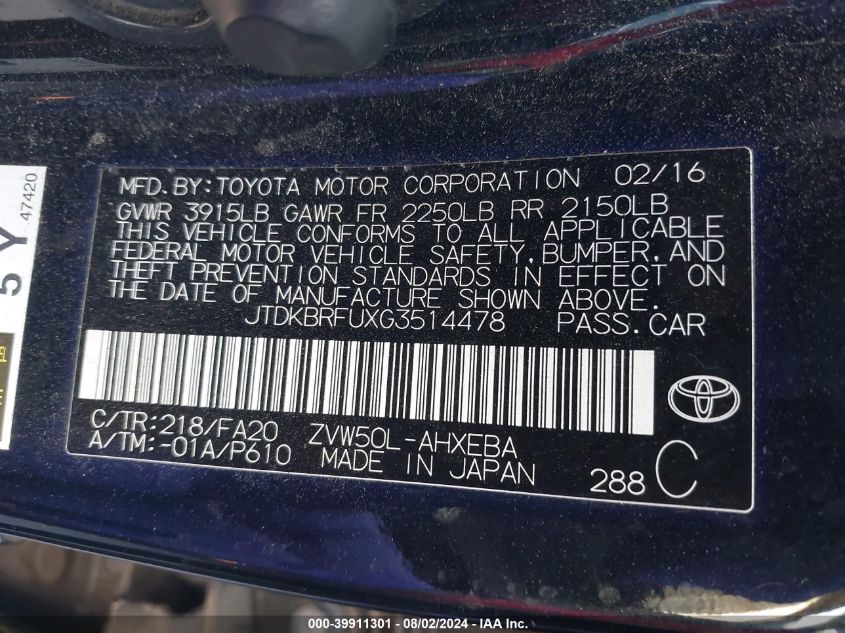 MFD.BY:TOYOTA MOTOR CORPORATION 02/16
GVWR 3915LB GAWR FR 2250LB RR 2150LB
THIS VEHICLE CONFORMS TO ALL APPLICABLE
FEDERAL MOTOR VEHICLE SAFETY,BUMPER,AND
THEFT PREVENTION STANDARDS IN EFFECT ON
THE DATE OF MANUFACTURE SHOWN ABOVE.
JTDKBRFUXG3514478 PASS.CAR
C/TR:218/FA20 ZVW50L-AHXEBA
A/TM:-01A/P610 MADE IN JAPAN
288 C
5Y
47420
000-39911301 - 08/02/2024 - IAA Inc.